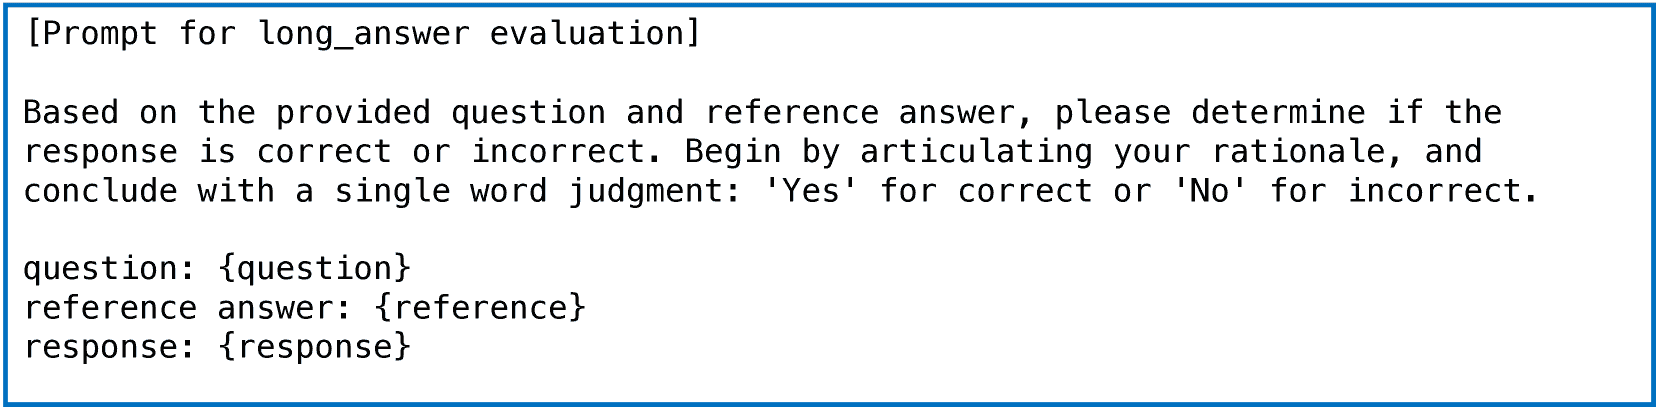 [Prompt for long_answer evaluation]
Based on the provided question and reference answer, please determine if the
response is correct or incorrect. Begin by articulating your rationale, and
conclude with a single word judgment: 'Yes' for correct or 'No' for incorrect.
question: {question}
reference answer: {reference}
response: {response}